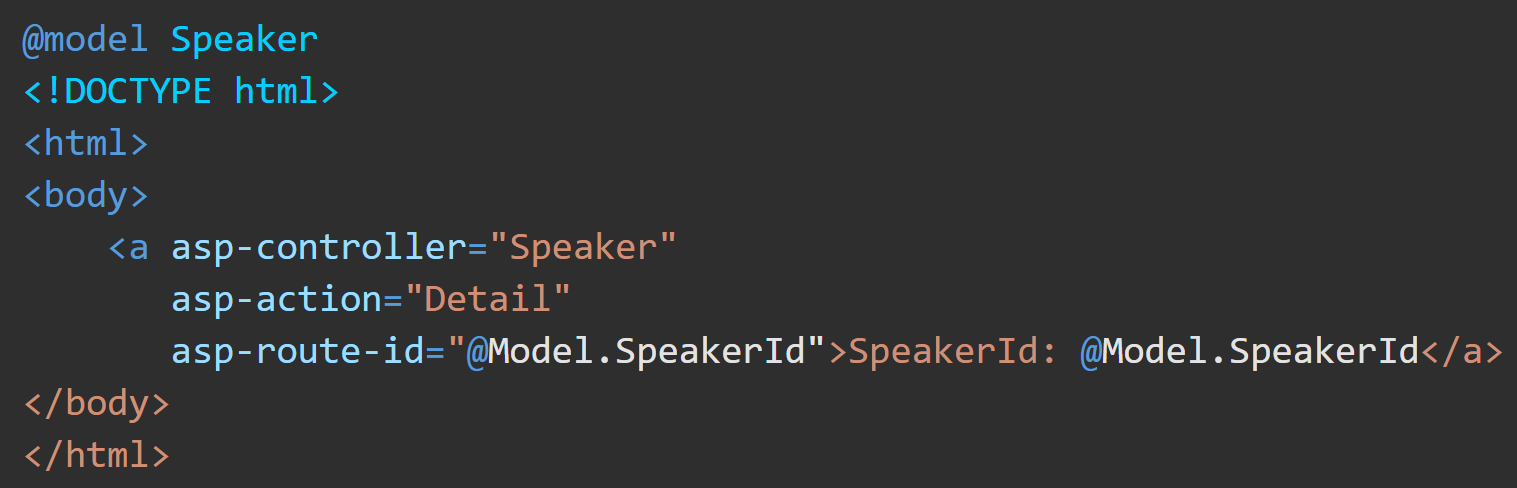 @model Speaker
<!DOCTYPE html>
<html>
<body>
    <a asp-controller="Speaker"
       asp-action="Detail"
       asp-route-id="@Model.SpeakerId">SpeakerId: @Model.SpeakerId</a>
</body>
</html>